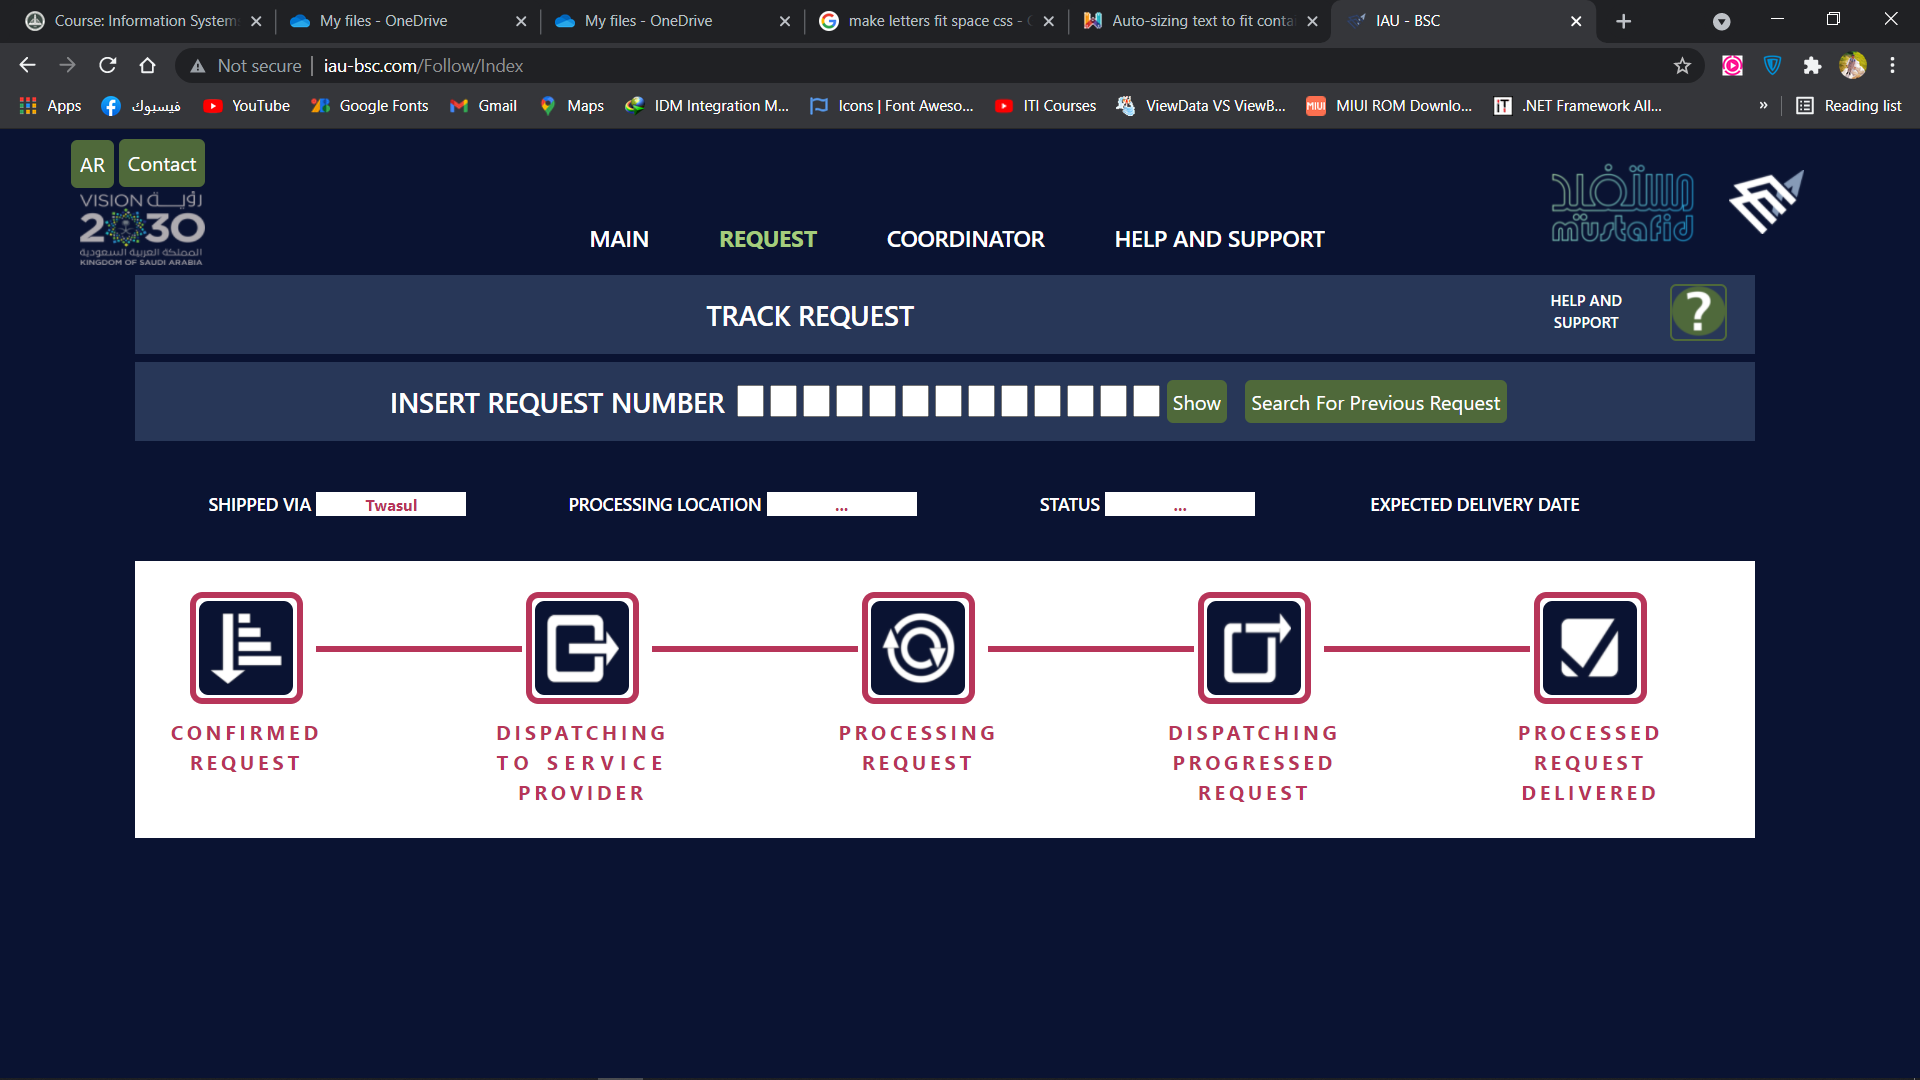 Course: Information System
My files - OneDrive
My files - OneDrive
make letters fit space css -
Auto-sizing text to fit conta
IAU - BSC
Not secure
iau-bsc.com/Follow/Index
Apps
فيسبوك
YouTube
Google Fonts
Gmail
Maps
IDM Integration M...
Icons | Font Aweso...
ITI Courses
ViewData VS ViewB...
MIUI
MIUI ROM Downlo...
iT
.NET Framework All...
»
Reading list
AR
Contact
VISION رؤيــة
2030
المملكة العربية السعودية
KINGDOM OF SAUDI ARABIA
MAIN
REQUEST
COORDINATOR
HELP AND SUPPORT
مستفيد
müstafid
TRACK REQUEST
HELP AND
SUPPORT
?
INSERT REQUEST NUMBER
Show
Search For Previous Request
SHIPPED VIA
Twasul
PROCESSING LOCATION
...
STATUS
...
EXPECTED DELIVERY DATE
CONFIRMED
REQUEST
DISPATCHING
TO SERVICE
PROVIDER
PROCESSING
REQUEST
DISPATCHING
PROGRESSED
REQUEST
PROCESSED
REQUEST
DELIVERED